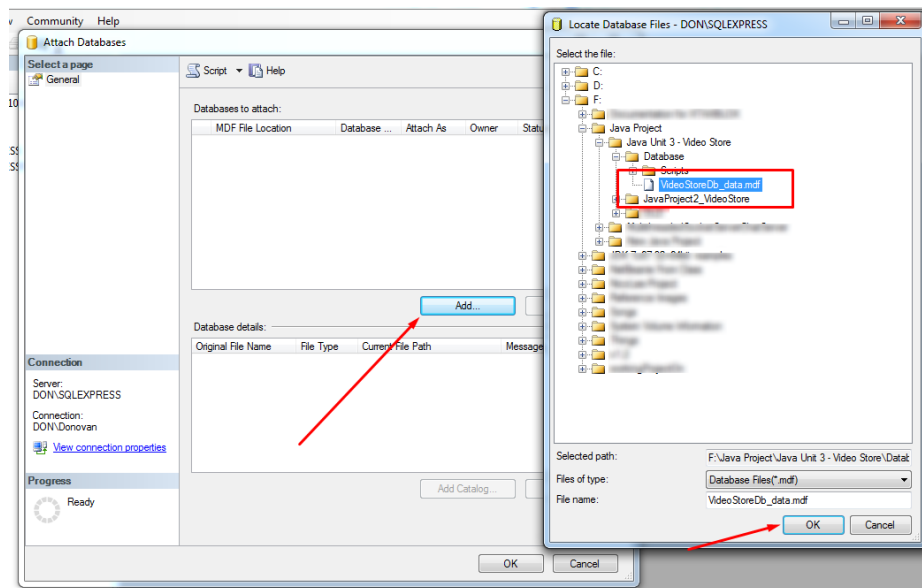 Community Help
Attach Databases
Select a page
General
Script Help
Databases to attach:
MDF File Location Database ... Attach As Owner Statu
Add...
Database details:
Original File Name File Type Current File Path Message
Connection
Server:
DON\SQLEXPRESS
Connection:
DON\Donovan
View connection properties
Progress
Ready
Add Catalog...
OK Cancel
Locate Database Files - DON\SQLEXPRESS
Select the file:
C:
D:
F:
Java Project
Java Unit 3 - Video Store
Database
Scripts
VideoStoreDb_data.mdf
JavaProject2_VideoStore
Selected path: F:\Java Project\Java Unit 3 - Video Store\Datab
Files of type: Database Files(*.mdf)
File name: VideoStoreDb_data.mdf
OK Cancel